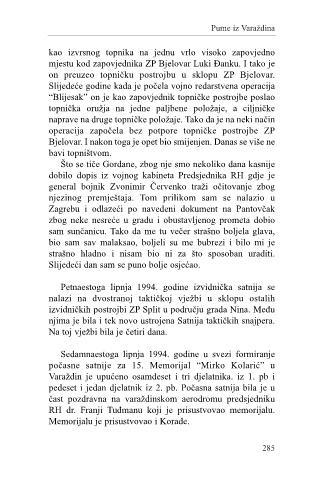 Pume iz Varaždina
kao izvrsnog topnika na jednu vrlo visoko zapovjedno
mjestu kod zapovjednika ZP Bjelovar Luki Đanku. I tako je
on preuzeo topničku postrojbu u sklopu ZP Bjelovar.
Slijedeće godine kada je počela vojno redarstvena operacija
“Blijesak” on je kao zapovjednik topničke postrojbe poslao
topnička oružja na jedne paljbene položaje, a ciljničke
naprave na druge topničke položaje. Tako da je na neki način
operacija započela bez potpore topničke postrojbe ZP
Bjelovar. I nakon toga je opet bio smijenjen. Danas se više ne
bavi topništvom.
Što se tiče Gordane, zbog nje smo nekoliko dana kasnije
dobilo dopis iz vojnog kabineta Predsjednika RH gdje je
general bojnik Zvonimir Červenko traži očitovanje zbog
njezinog premještaja. Tom prilikom sam se nalazio u
Zagrebu i odlazeći po navedeni dokument na Pantovčak
zbog neke nesreće u gradu i obustavljenog prometa dobio
sam sunčanicu. Tako da me tu večer strašno boljela glava,
bio sam sav malaksao, boljeli su me bubrezi i bilo mi je
strašno hladno i nisam bio ni za što sposoban uraditi.
Slijedeći dan sam se puno bolje osjećao.
Petnaestoga lipnja 1994. godine izvidnička satnija se
nalazi na dvostranoj taktičkoj vježbi u sklopu ostalih
izvidničkih postrojbi ZP Split u području grada Nina. Među
njima je bila i tek novo ustrojena Satnija taktičkih snajpera.
Na toj vježbi bila je četiri dana.
Sedamnaestoga lipnja 1994. godine u svezi formiranje
počasne satnije za 15. Memorijal “Mirko Kolarić” u
Varaždin je upućeno osamdeset i tri djelatnika. iz 1. pb i
pedeset i jedan djelatnik iz 2. pb. Počasna satnija bila je u
čast pozdravna na varaždinskom aerodromu predsjedniku
RH dr. Franji Tuđmanu koji je prisustvovao memorijalu.
Memorijalu je prisustvovao i Korade.
285